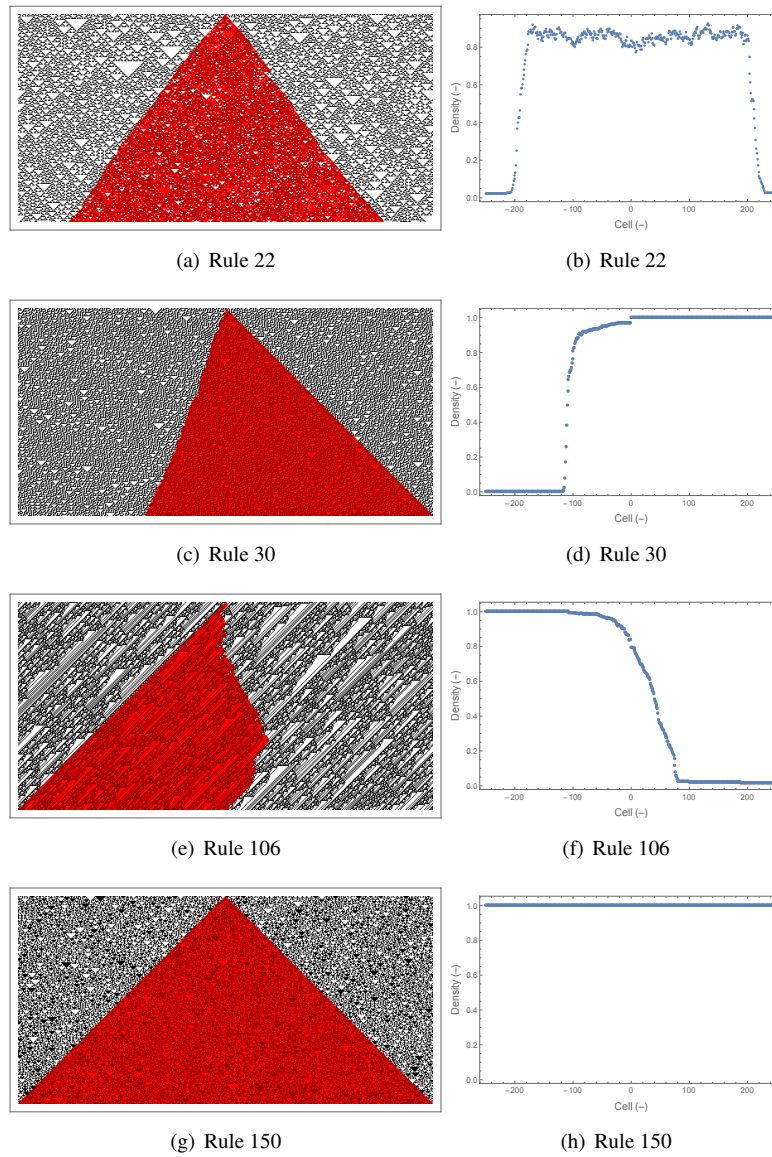 Density (−)
0.8
0.6
0.4
0.2
0.0
−200 −100 0 100 200
Cell (−)
(a) Rule 22 (b) Rule 22
Density (−)
1.0
0.8
0.6
0.4
0.2
0.0
−200 −100 0 100 200
Cell (−)
(c) Rule 30 (d) Rule 30
Density (−)
1.0
0.8
0.6
0.4
0.2
0.0
−200 −100 0 100 200
Cell (−)
(e) Rule 106 (f) Rule 106
Density (−)
1.0
0.8
0.6
0.4
0.2
0.0
−200 −100 0 100 200
Cell (−)
(g) Rule 150 (h) Rule 150